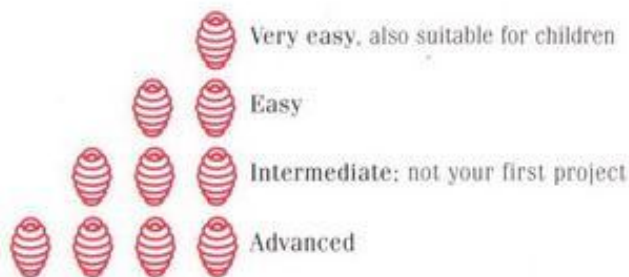 Very easy, also suitable for children
Easy
Intermediate; not your first project
Advanced